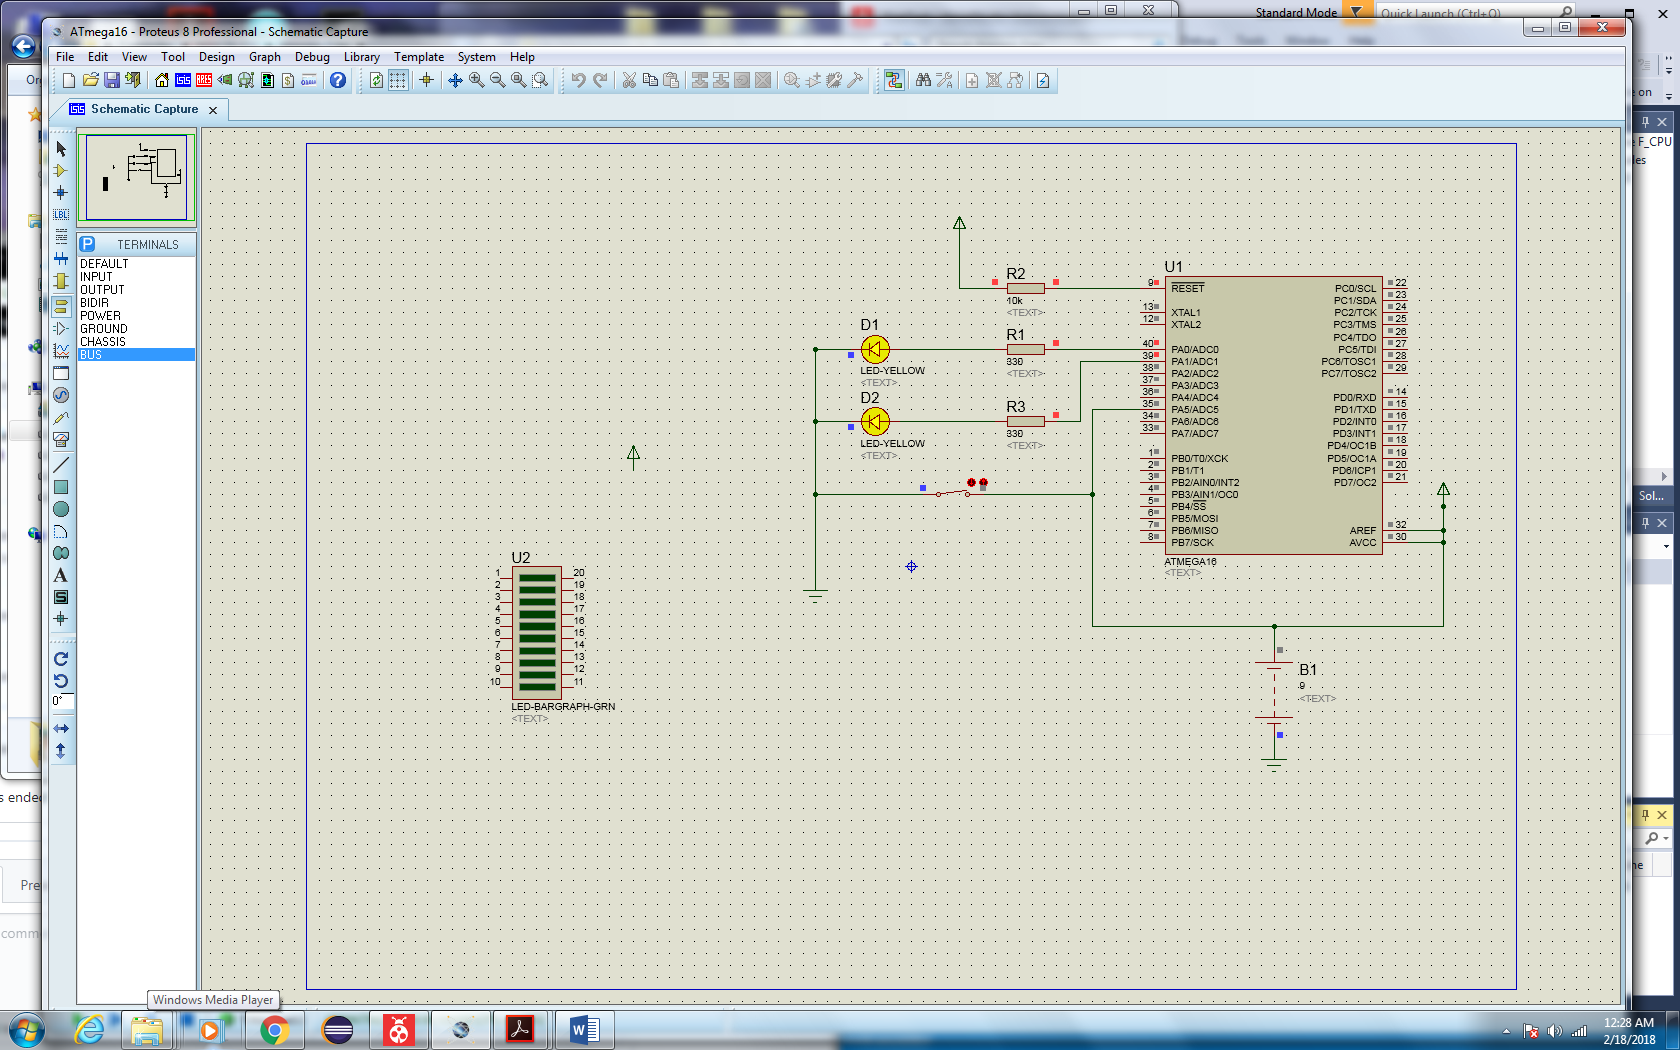 Standard Mode
Quick Launch (Ctrl+Q)
ATmega16 - Proteus 8 Professional - Schematic Capture
File Edit View Tool Design Graph Debug Library Template System Help
Schematic Capture
F_CPU
TERMINALS
DEFAULT
INPUT
OUTPUT
BIDIR
POWER
GROUND
CHASSIS
BUS
LBL
A
S
0°
R2
10k
<TEXT>
D1
LED-YELLOW
<TEXT>
R1
330
<TEXT>
D2
LED-YELLOW
<TEXT>
R3
330
<TEXT>
U1
9 RESET
13 XTAL1
12 XTAL2
40 PA0/ADC0
39 PA1/ADC1
38 PA2/ADC2
37 PA3/ADC3
36 PA4/ADC4
35 PA5/ADC5
34 PA6/ADC6
33 PA7/ADC7
1 PB0/T0/XCK
2 PB1/T1
3 PB2/AIN0/INT2
4 PB3/AIN1/OC0
5 PB4/SS
6 PB5/MOSI
7 PB6/MISO
8 PB7/SCK
PC0/SCL 22
PC1/SDA 23
PC2/TCK 24
PC3/TMS 25
PC4/TDO 26
PC5/TDI 27
PC6/TOSC1 28
PC7/TOSC2 29
PD0/RXD 14
PD1/TXD 15
PD2/INT0 16
PD3/INT1 17
PD4/OC1B 18
PD5/OC1A 19
PD6/ICP1 20
PD7/OC2 21
AREF 32
AVCC 30
ATMEGA16
<TEXT>
U2
1 20
2 19
3 18
4 17
5 16
6 15
7 14
8 13
9 12
10 11
LED-BARGRAPH-GRN
<TEXT>
B1
9
<TEXT>
Sol...
s ended
Pre
comm
Windows Media Player
12:28 AM
2/18/2018